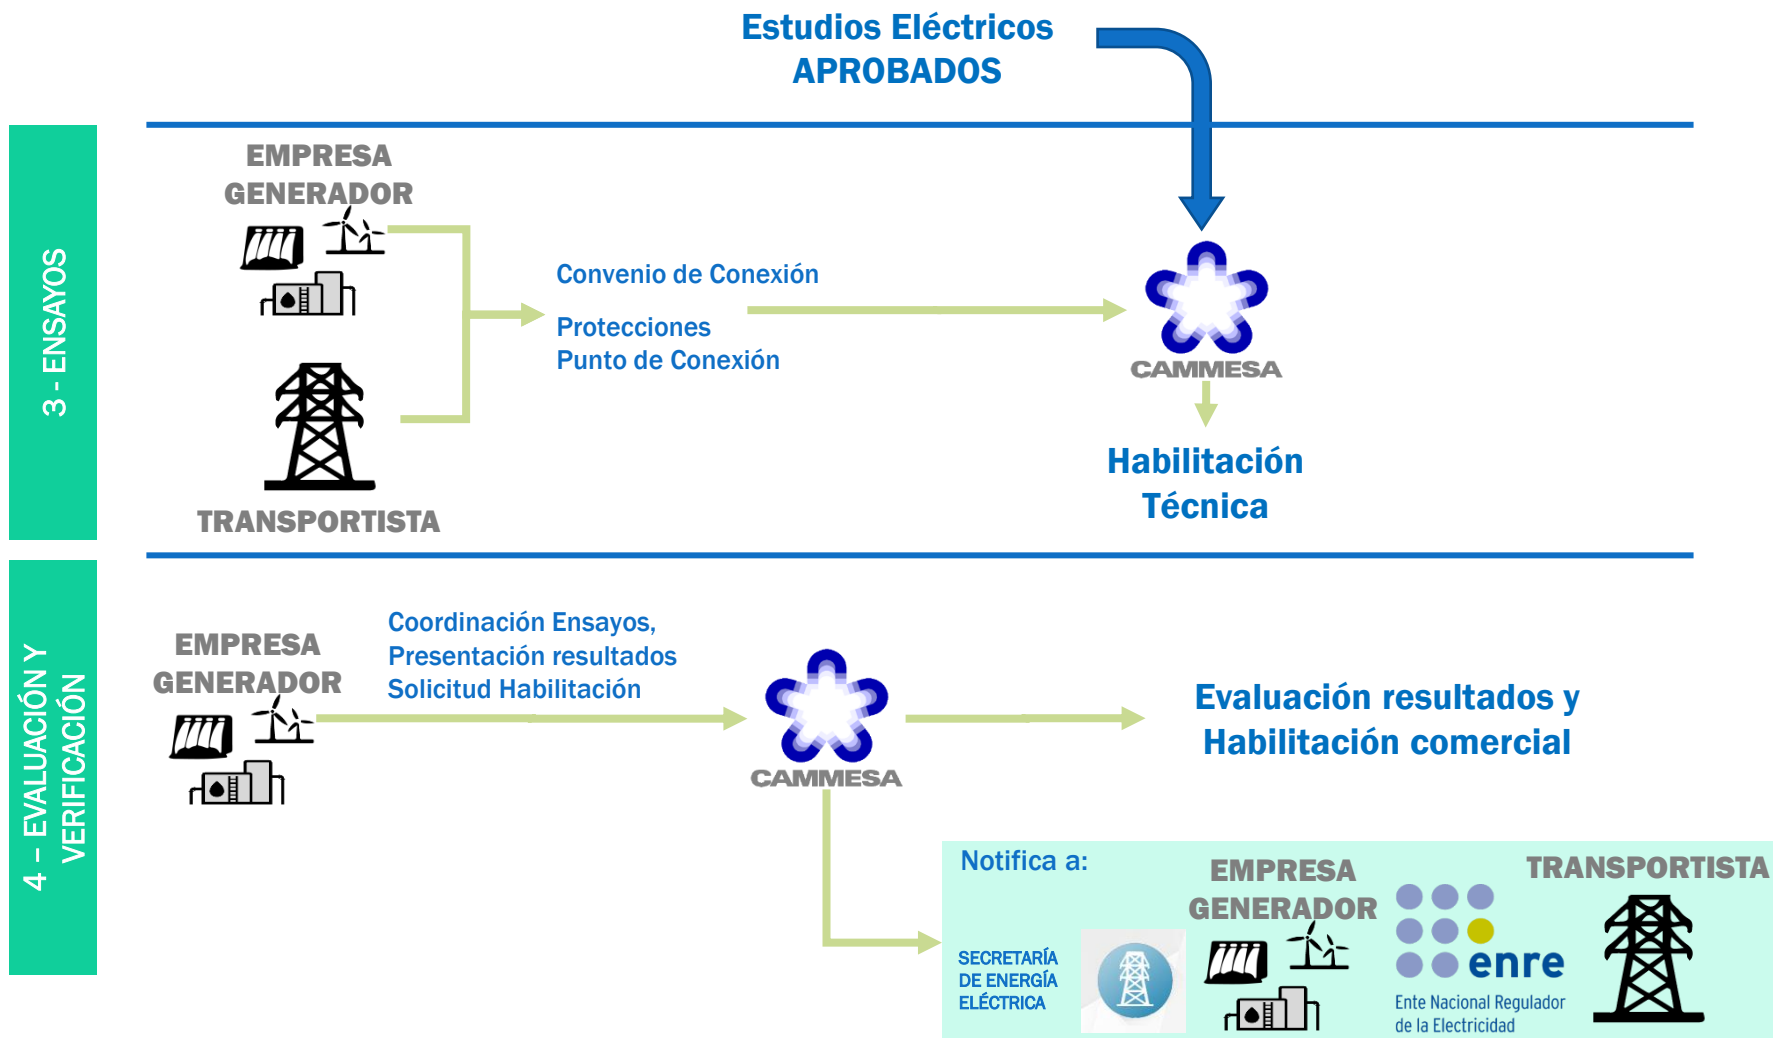 Estudios Eléctricos
APROBADOS
3 - ENSAYOS
EMPRESA
GENERADOR
Convenio de Conexión
Protecciones
Punto de Conexión
TRANSPORTISTA
CAMMESA
Habilitación
Técnica
4 – EVALUACIÓN Y
VERIFICACIÓN
EMPRESA
GENERADOR
Coordinación Ensayos,
Presentación resultados
Solicitud Habilitación
CAMMESA
Evaluación resultados y
Habilitación comercial
Notifica a:
SECRETARÍA
DE ENERGÍA
ELÉCTRICA
EMPRESA
GENERADOR
enre
Ente Nacional Regulador
de la Electricidad
TRANSPORTISTA